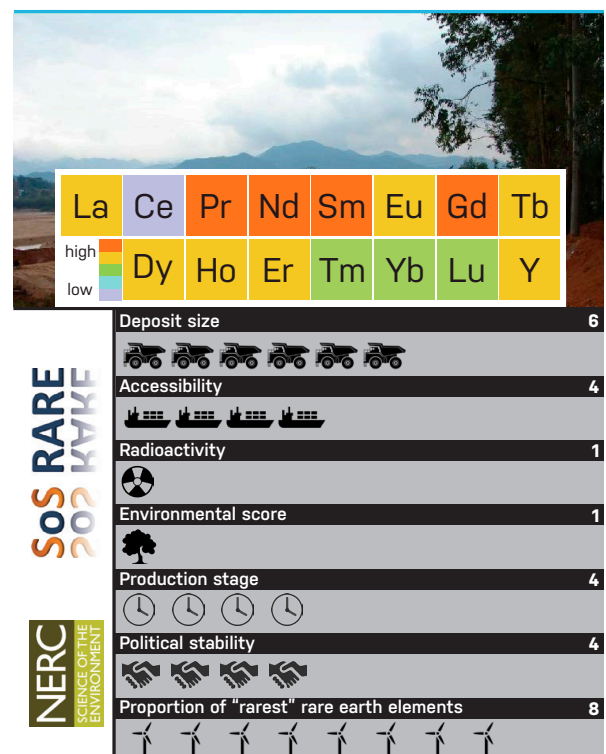 La Ce Pr Nd Sm Eu Gd Tb
high
low
Dy Ho Er Tm Yb Lu Y
Deposit size 6
Accessibility 4
Radioactivity 1
Environmental score 1
Production stage 4
Political stability 4
Proportion of “rarest” rare earth elements 8
SoS RARE
NERC
SCIENCE OF THE
ENVIRONMENT